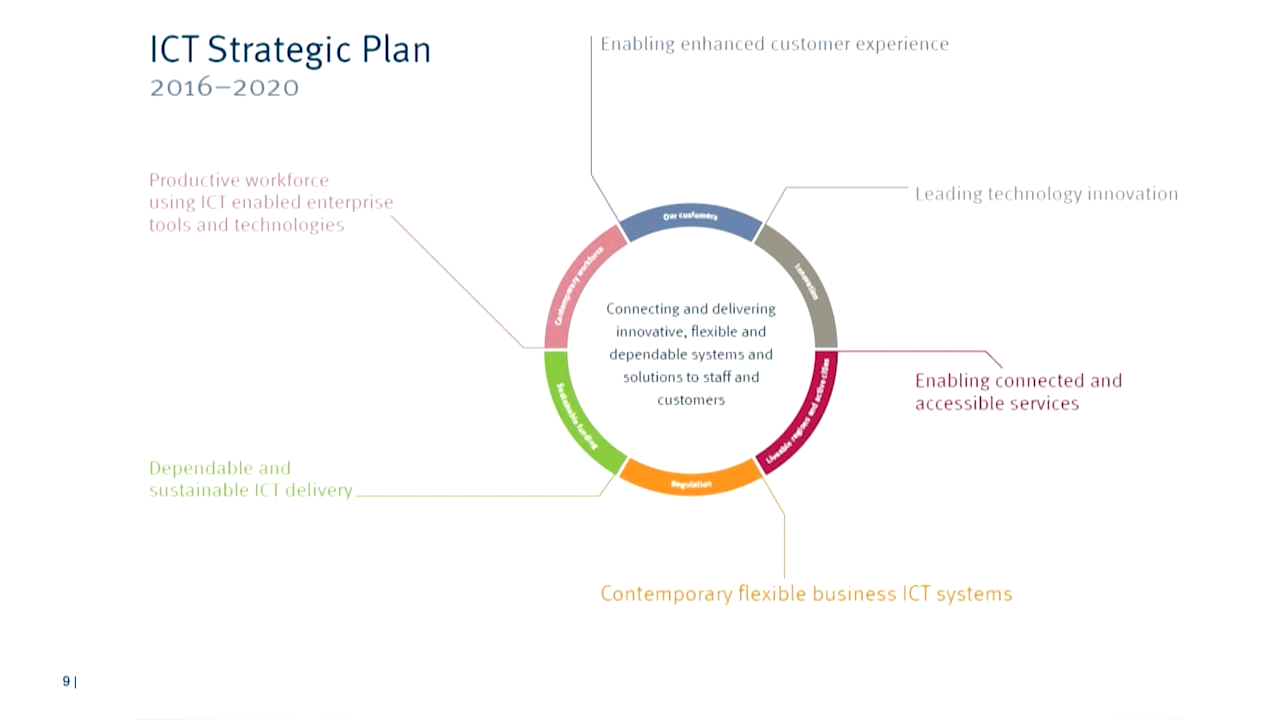 ICT Strategic Plan
2016–2020
Enabling enhanced customer experience
Leading technology innovation
Productive workforce
using ICT enabled enterprise
tools and technologies
Our customers
Innovation
Contemporary workforce
Connecting and delivering
innovative, flexible and
dependable systems and
solutions to staff and
customers
Enabling connected and
accessible services
Liveable regions and active cities
Sustainable funding
Regulation
Dependable and
sustainable ICT delivery
Contemporary flexible business ICT systems
9 |